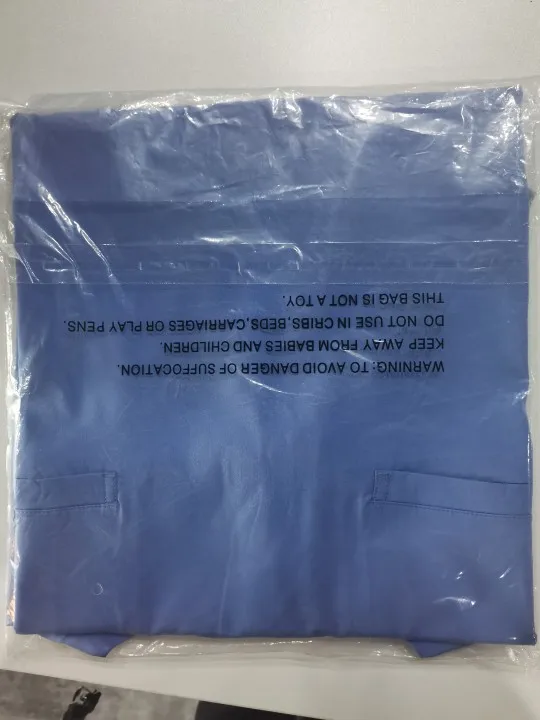 WARNING: TO AVOID DANGER OF SUFFOCATION.
KEEP AWAY FROM BABIES AND CHILDREN.
DO NOT USE IN CRIBS,BEDS,CARRIAGES OR PLAY PENS.
THIS BAG IS NOT A TOY.